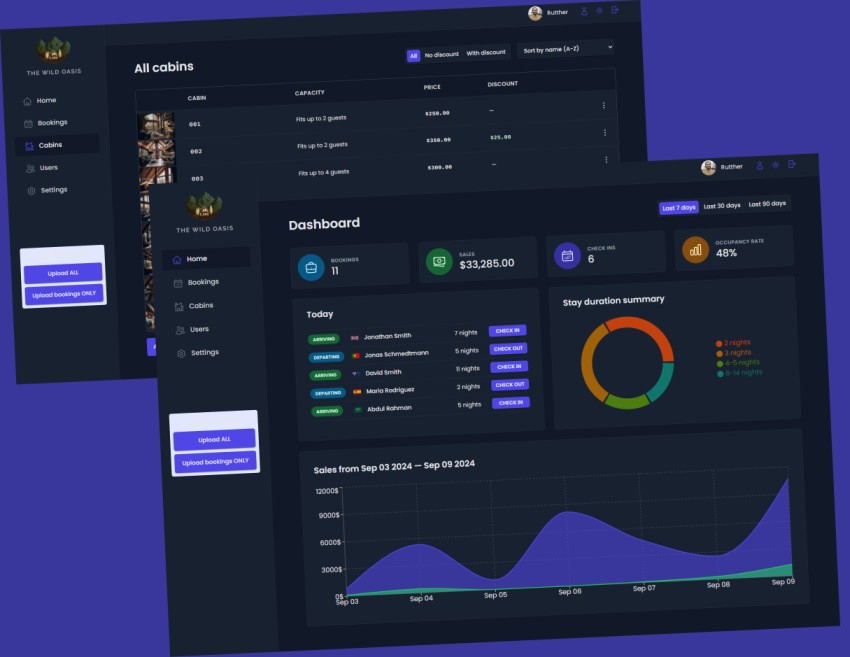 Rutther
THE WILD OASIS
Home
Bookings
Cabins
Users
Settings
Upload ALL
Upload bookings ONLY
All cabins
All No discount With discount
Sort by name (A-Z)
CABIN CAPACITY PRICE DISCOUNT
001 Fits up to 2 guests $250.00 —
002 Fits up to 2 guests $350.00 $25.00
003 Fits up to 4 guests $300.00 —
Rutther
THE WILD OASIS
Home
Bookings
Cabins
Users
Settings
Upload ALL
Upload bookings ONLY
Dashboard
Last 7 days Last 30 days Last 90 days
BOOKINGS
11
SALES
$33,285.00
CHECK INS
6
OCCUPANCY RATE
48%
Today
ARRIVING Jonathan Smith 7 nights CHECK IN
DEPARTING Jonas Schmedtmann 5 nights CHECK OUT
ARRIVING David Smith 11 nights CHECK IN
DEPARTING Maria Rodriguez 2 nights CHECK OUT
ARRIVING Abdul Rahman 5 nights CHECK IN
Stay duration summary
2 nights
3 nights
4-5 nights
8-14 nights
Sales from Sep 03 2024 — Sep 09 2024
12000$
9000$
6000$
3000$
0$
Sep 03 Sep 04 Sep 05 Sep 06 Sep 07 Sep 08 Sep 09